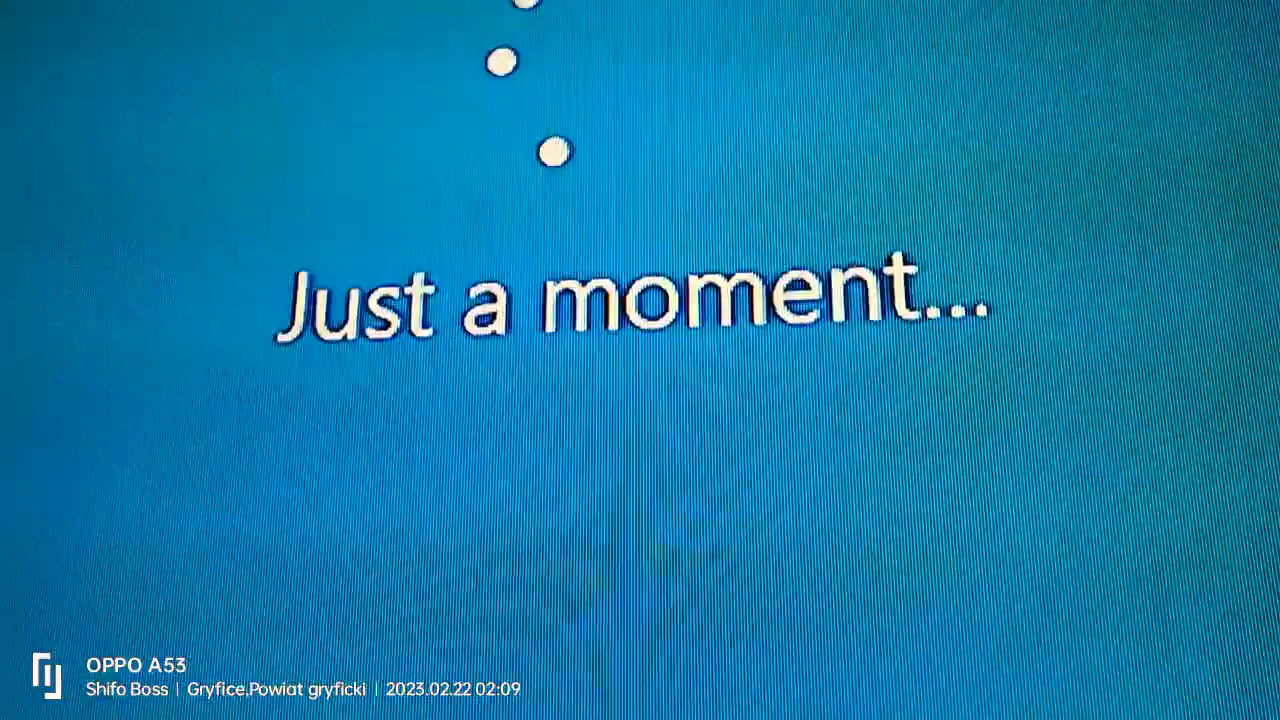 Just a moment...
OPPO A53
Shifo Boss | Gryfice,Powiat gryficki | 2023.02.22 02:09